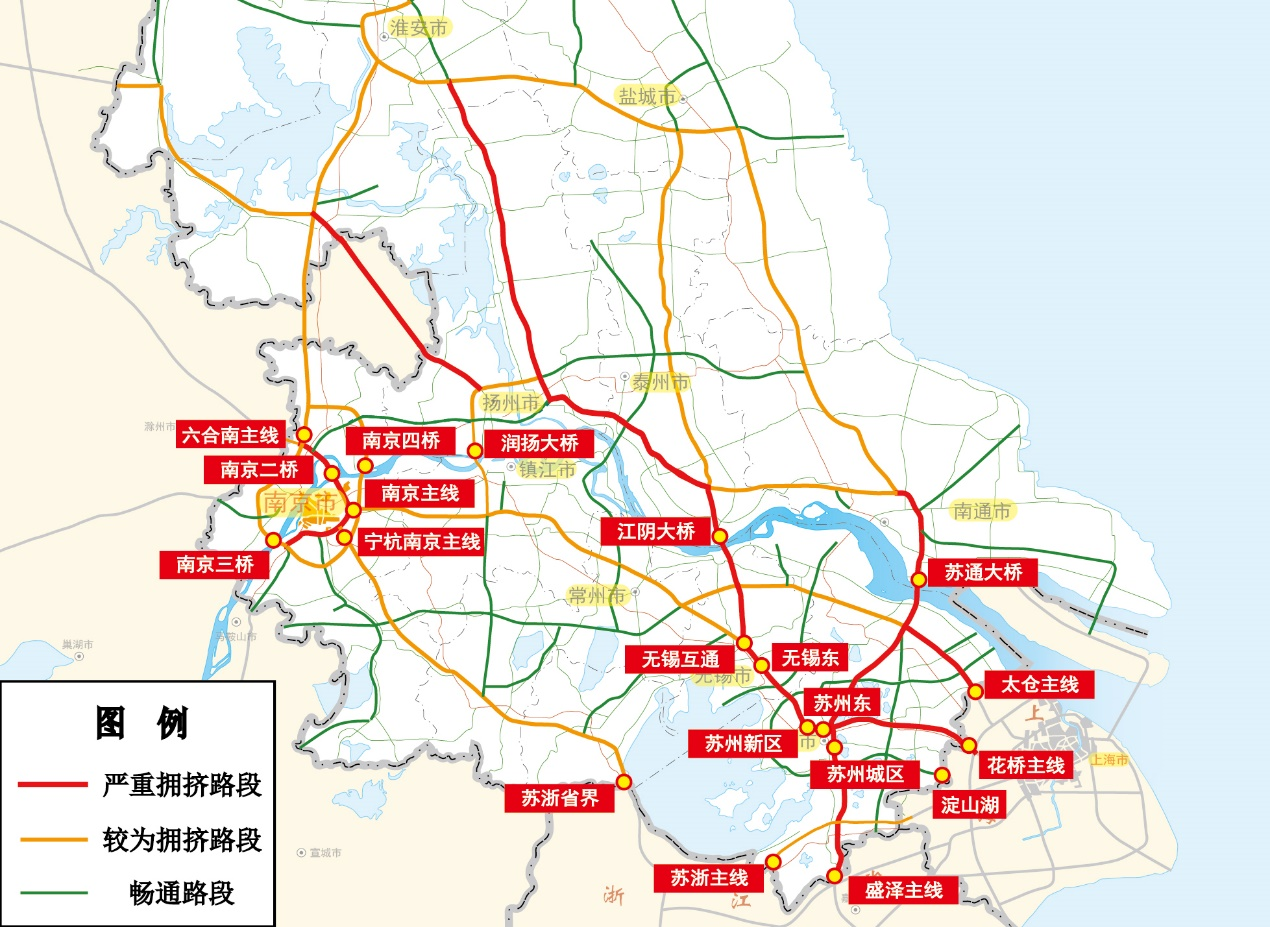 淮安市
盐城市
泰州市
扬州市
滁州市
六合南主线
南京四桥
润扬大桥
南京二桥
镇江市
南京主线
南京市
南通市
江阴大桥
宁杭南京主线
南京三桥
苏通大桥
常州市
巢湖市
无锡互通
无锡东
无锡市
太仓主线
苏州东
上
苏州新区
市
花桥主线
上海市
苏州城区
苏浙省界
淀山湖
海
宣城市
苏浙主线
盛泽主线
浙
江
图 例
严重拥挤路段
较为拥挤路段
畅通路段